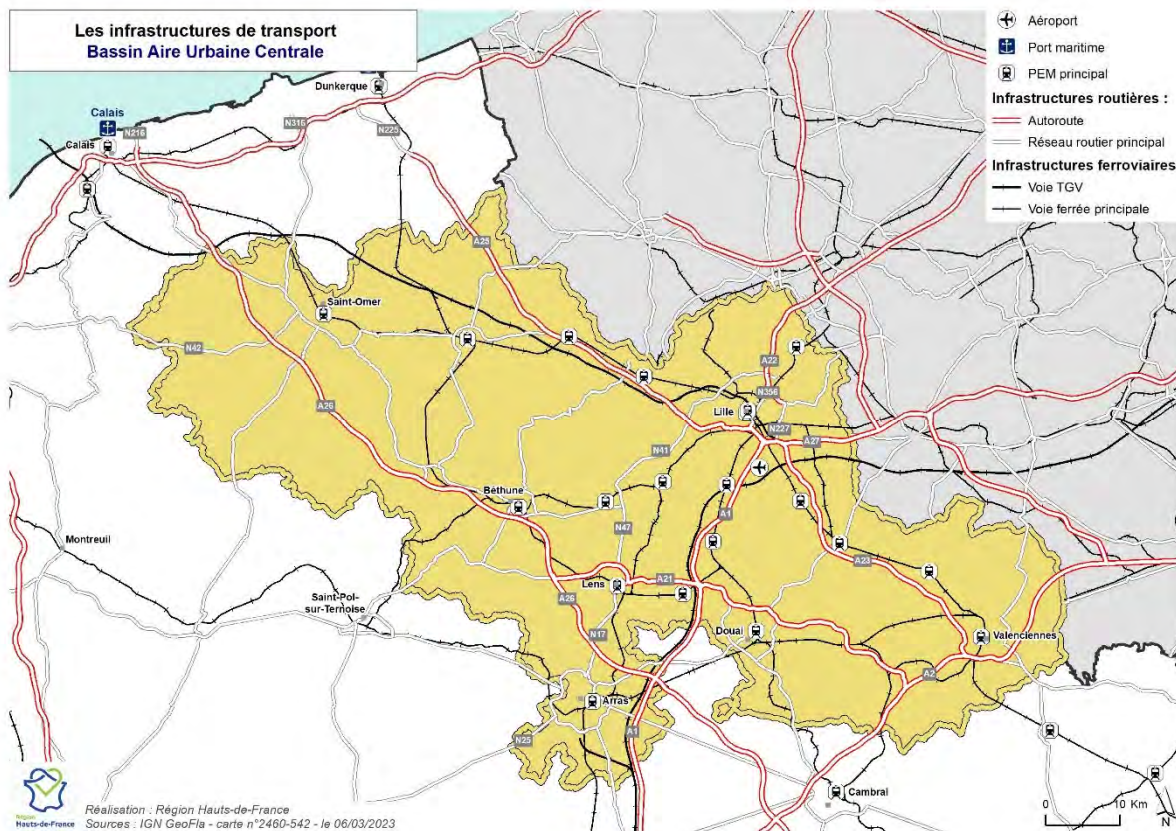 Les infrastructures de transport
Bassin Aire Urbaine Centrale
Aéroport
Port maritime
PEM principal
Infrastructures routières :
Autoroute
Réseau routier principal
Infrastructures ferroviaires
Voie TGV
Voie ferrée principale
Dunkerque
Calais
N216
N316
N225
Calais
A25
Saint-Omer
N42
A22
N356
A26
Lille
N227
A27
N41
Béthune
A1
N47
Montreuil
A23
Lens
A21
Saint-Pol-
sur-Ternoise
A26
N17
Douai
Valenciennes
A2
Arras
N25
A1
Cambrai
0 10 Km
N
Région
Hauts-de-France
Réalisation : Région Hauts-de-France
Sources : IGN GeoFla - carte n°2460-542 - le 06/03/2023